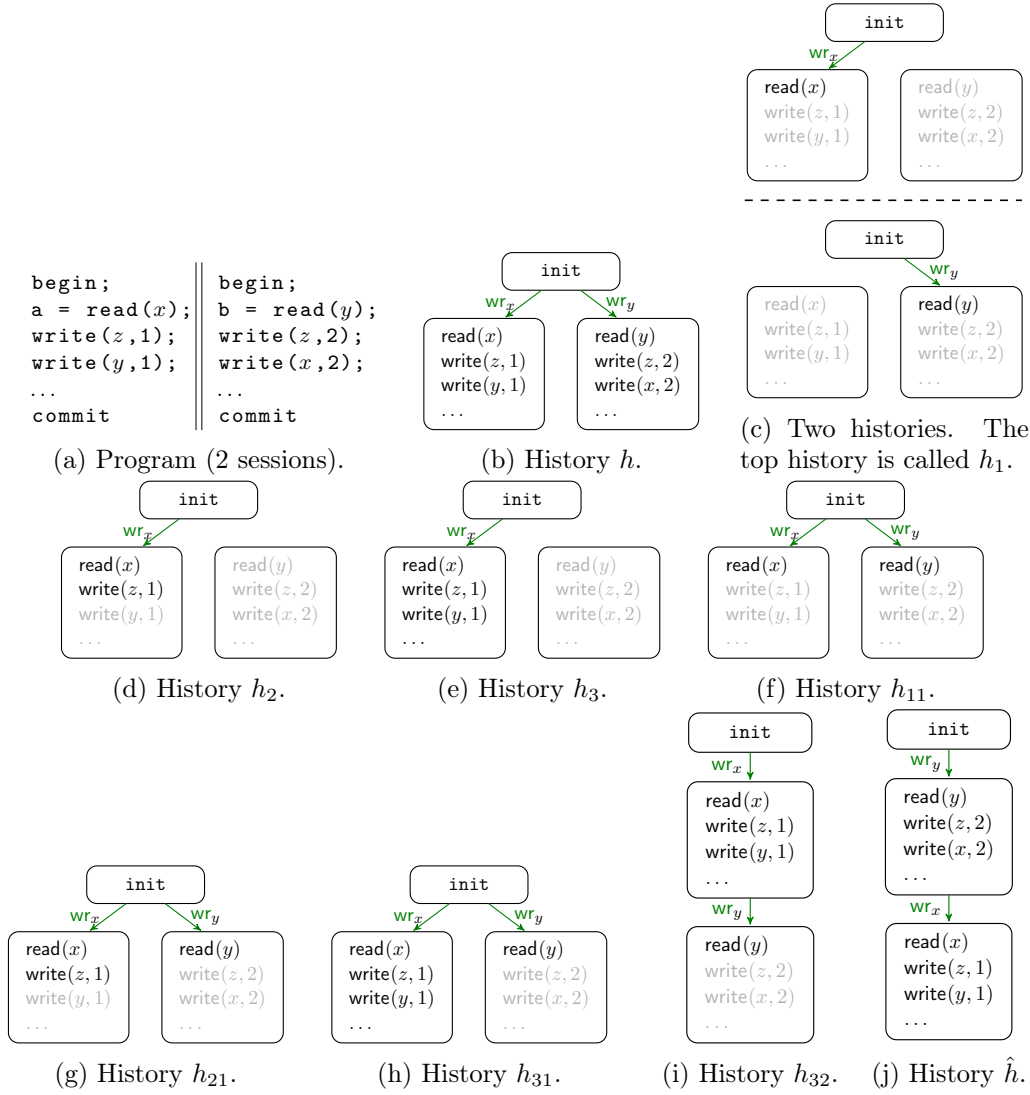 init
wr_x
read(x)
write(z, 1)
write(y, 1)
...
read(y)
write(z, 2)
write(x, 2)
...
init
wr_y
read(x)
write(z, 1)
write(y, 1)
...
read(y)
write(z, 2)
write(x, 2)
...
(c) Two histories. The
top history is called h_1.
begin;
a = read(x);
write(z,1);
write(y,1);
...
commit
begin;
b = read(y);
write(z,2);
write(x,2);
...
commit
(a) Program (2 sessions).
init
wr_x
wr_y
read(x)
write(z, 1)
write(y, 1)
...
read(y)
write(z, 2)
write(x, 2)
...
(b) History h.
init
wr_x
read(x)
write(z, 1)
write(y, 1)
...
read(y)
write(z, 2)
write(x, 2)
...
(d) History h_2.
init
wr_x
read(x)
write(z, 1)
write(y, 1)
...
read(y)
write(z, 2)
write(x, 2)
...
(e) History h_3.
init
wr_x
wr_y
read(x)
write(z, 1)
write(y, 1)
...
read(y)
write(z, 2)
write(x, 2)
...
(f) History h_11.
init
wr_x
wr_y
read(x)
write(z, 1)
write(y, 1)
...
read(y)
write(z, 2)
write(x, 2)
...
(g) History h_21.
init
wr_x
wr_y
read(x)
write(z, 1)
write(y, 1)
...
read(y)
write(z, 2)
write(x, 2)
...
(h) History h_31.
init
wr_x
read(x)
write(z, 1)
write(y, 1)
...
wr_y
read(y)
write(z, 2)
write(x, 2)
...
(i) History h_32.
init
wr_y
read(y)
write(z, 2)
write(x, 2)
...
wr_x
read(x)
write(z, 1)
write(y, 1)
...
(j) History ĥ.